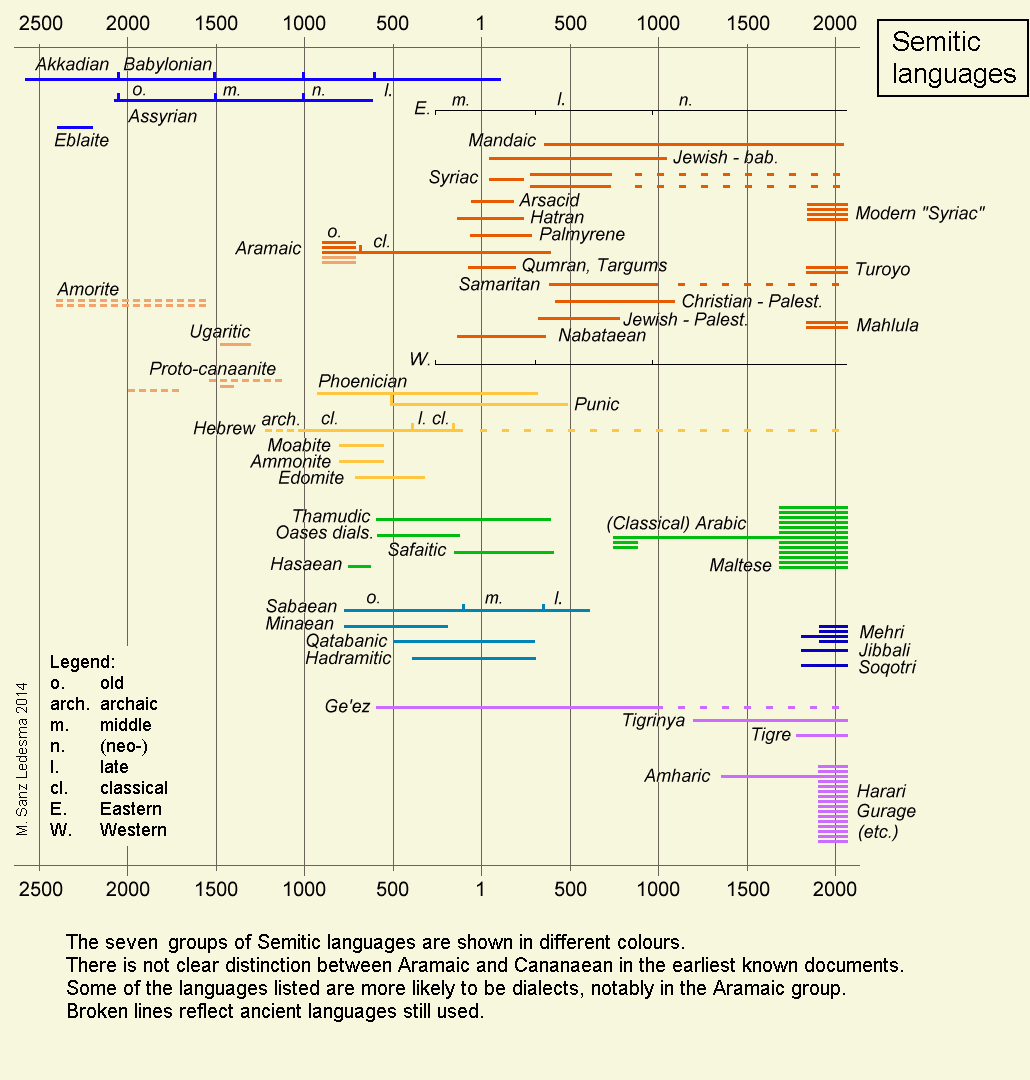 2500 2000 1500 1000 500 1 500 1000 1500 2000
Semitic
languages
Akkadian Babylonian
o. m. n. l.
Assyrian
Eblaite
E. m. l. n.
Mandaic
Jewish - bab.
Syriac
Arsacid
Modern "Syriac"
Hatran
o.
Palmyrene
Aramaic cl.
Qumran, Targums
Turoyo
Samaritan
Amorite
Christian - Palest.
Jewish - Palest.
Mahlula
Ugaritic
Nabataean
W.
Proto-canaanite
Phoenician
Punic
Hebrew arch. cl. l. cl.
Moabite
Ammonite
Edomite
Thamudic
(Classical) Arabic
Oases dials.
Safaitic
Hasaean
Maltese
o. m. l.
Sabaean
Minaean
Mehri
Qatabanic
Jibbali
Hadramitic
Soqotri
Legend:
o. old
arch. archaic
m. middle
n. (neo-)
l. late
cl. classical
E. Eastern
W. Western
M. Sanz Ledesma 2014
Ge'ez
Tigrinya
Tigre
Amharic
Harari
Gurage
(etc.)
2500 2000 1500 1000 500 1 500 1000 1500 2000
The seven groups of Semitic languages are shown in different colours.
There is not clear distinction between Aramaic and Cananaean in the earliest known documents.
Some of the languages listed are more likely to be dialects, notably in the Aramaic group.
Broken lines reflect ancient languages still used.